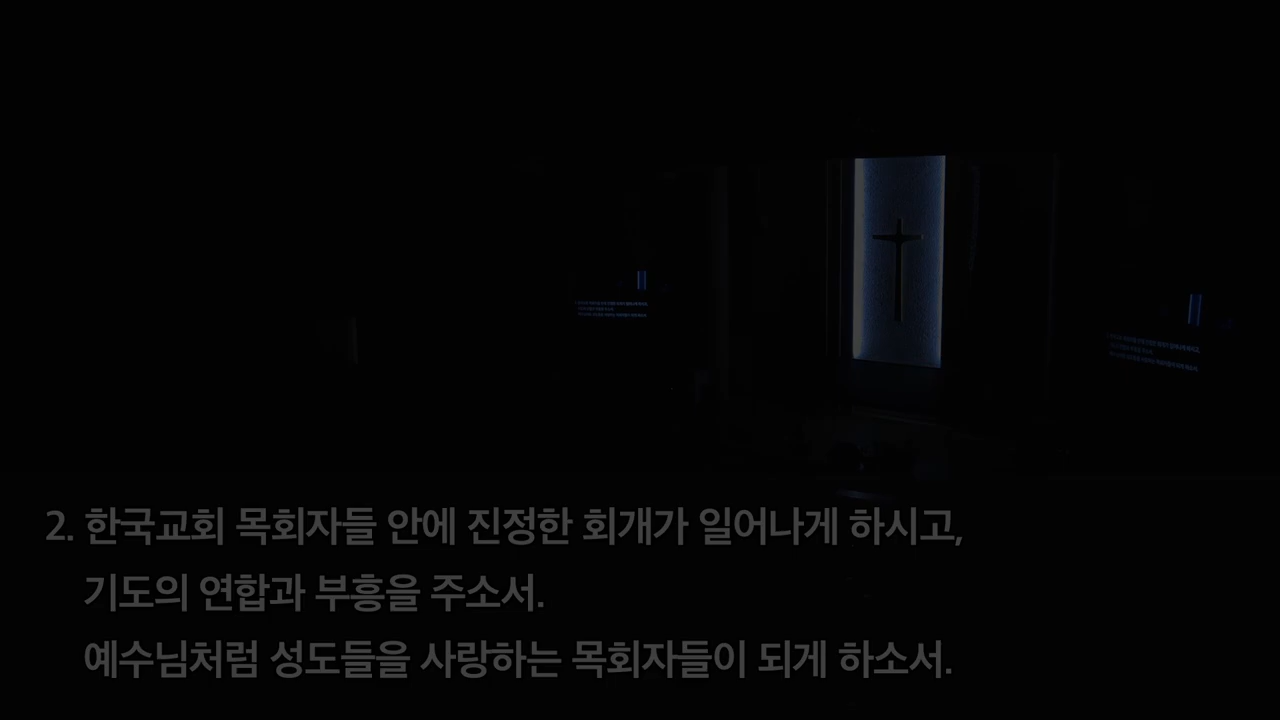 2. 한국교회 목회자들 안에 진정한 회개가 일어나게 하시고,
기도의 연합과 부흥을 주소서.
예수님처럼 성도들을 사랑하는 목회자들이 되게 하소서.